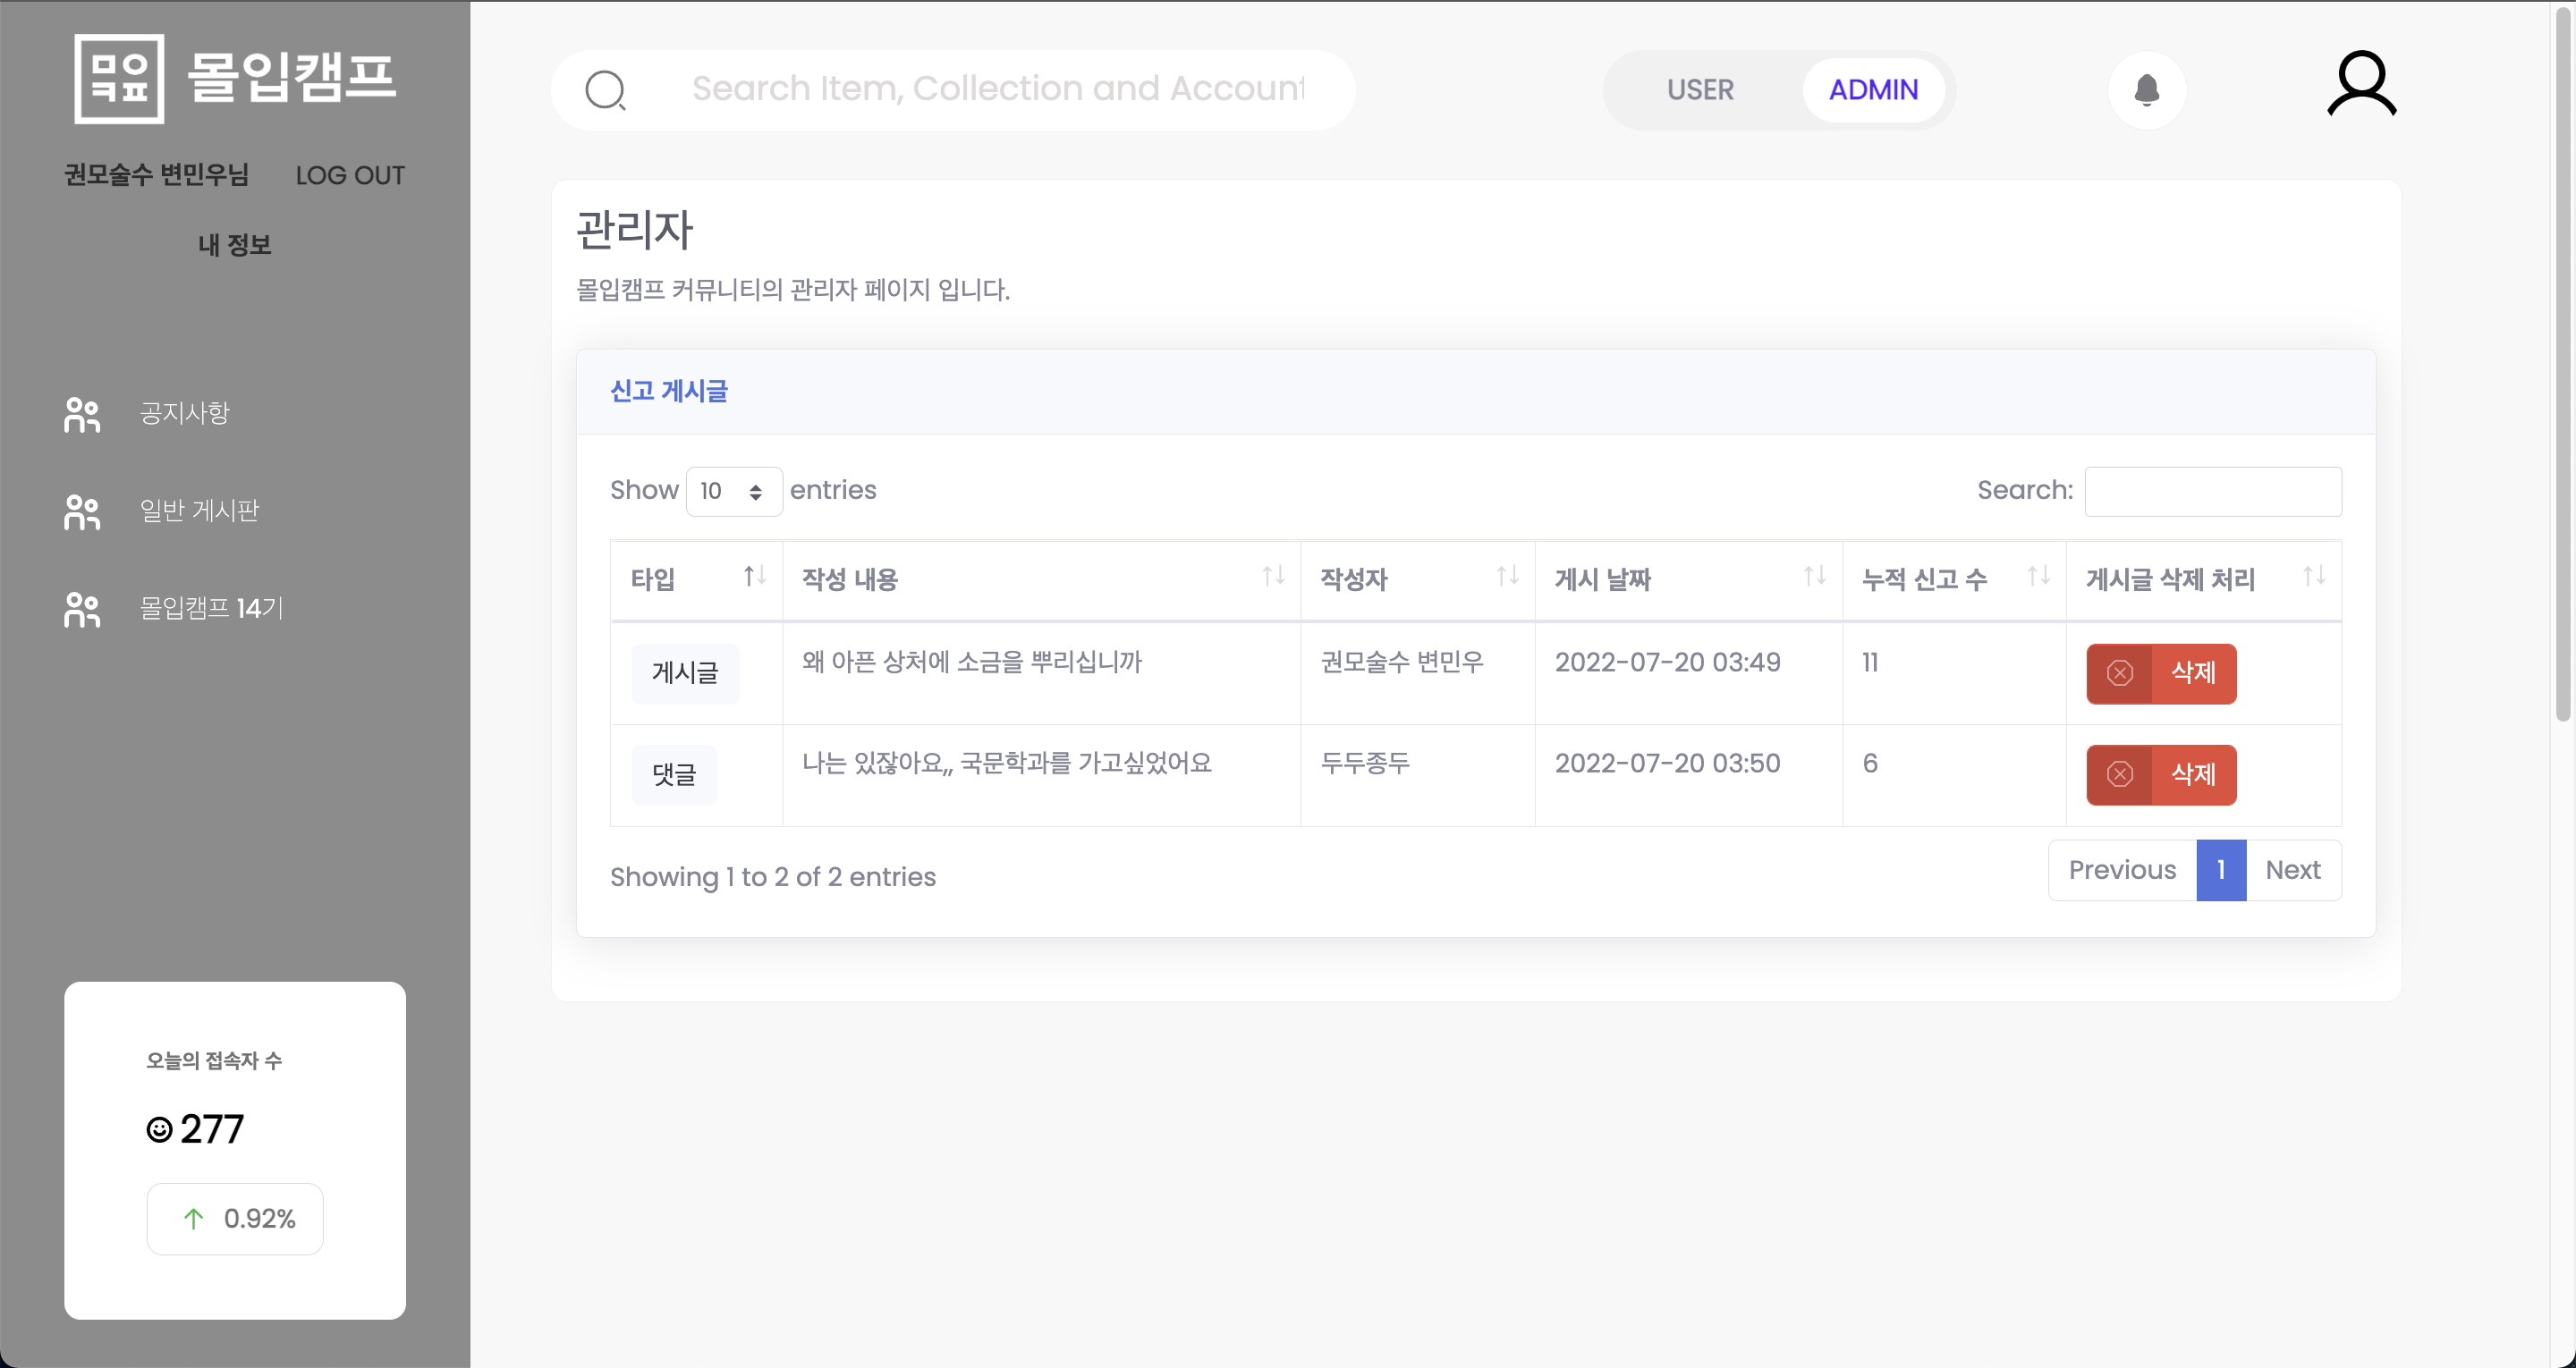 몰입캠프
권모술수 변민우님 LOG OUT
내 정보
공지사항
일반 게시판
몰입캠프 14기
오늘의 접속자 수
277
0.92%
Search Item, Collection and Account
USER ADMIN
관리자
몰입캠프 커뮤니티의 관리자 페이지 입니다.
신고 게시글
Show 10 entries Search:
타입 작성 내용 작성자 게시 날짜 누적 신고 수 게시글 삭제 처리
게시글 왜 아픈 상처에 소금을 뿌리십니까 권모술수 변민우 2022-07-20 03:49 11 삭제
댓글 나는 있잖아요,, 국문학과를 가고싶었어요 두두종두 2022-07-20 03:50 6 삭제
Showing 1 to 2 of 2 entries Previous 1 Next